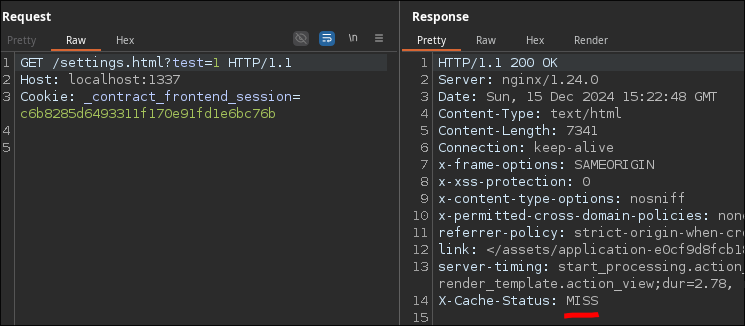 Request
Pretty Raw Hex
\n
1 GET /settings.html?test=1 HTTP/1.1
2 Host: localhost:1337
3 Cookie: _contract_frontend_session=
c6b8285d6493311f170e91fd1e6bc76b
4
5
Response
Pretty Raw Hex Render
1 HTTP/1.1 200 OK
2 Server: nginx/1.24.0
3 Date: Sun, 15 Dec 2024 15:22:48 GMT
4 Content-Type: text/html
5 Content-Length: 7341
6 Connection: keep-alive
7 x-frame-options: SAMEORIGIN
8 x-xss-protection: 0
9 x-content-type-options: nosniff
10 x-permitted-cross-domain-policies: non
11 referrer-policy: strict-origin-when-cr
12 link: </assets/application-e0cf9d8fcb18
13 server-timing: start_processing.action_
render_template.action_view;dur=2.78,
14 X-Cache-Status: MISS
15